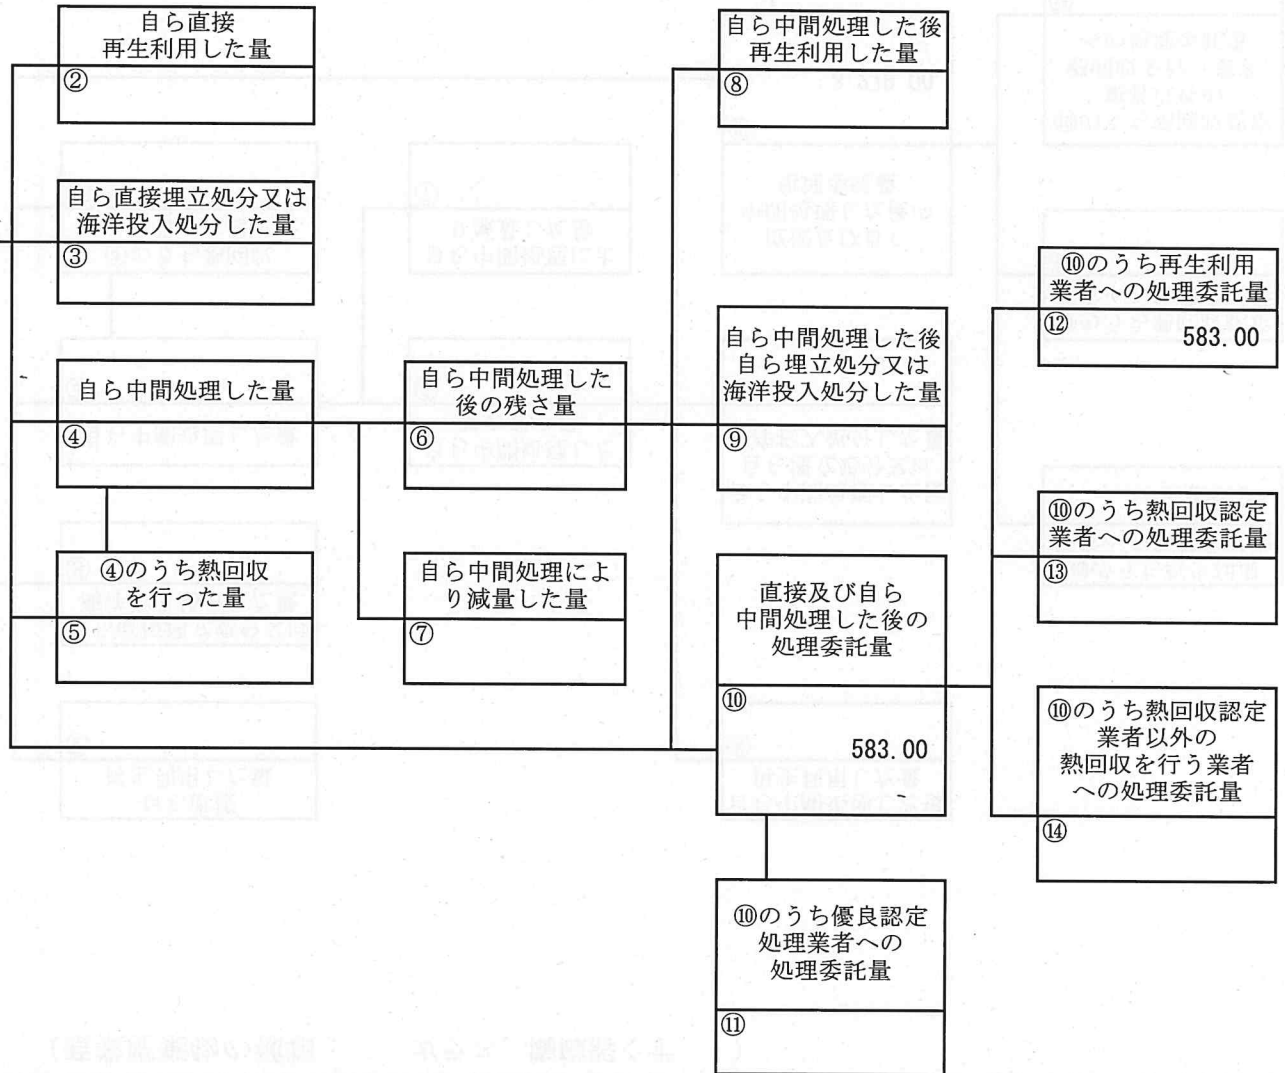 自ら直接
再生利用した量
②
自ら直接埋立処分又は
海洋投入処分した量
③
自ら中間処理した量
④
④のうち熱回収
を行った量
⑤
自ら中間処理した
後の残さ量
⑥
自ら中間処理によ
り減量した量
⑦
自ら中間処理した後
再生利用した量
⑧
自ら中間処理した後
自ら埋立処分又は
海洋投入処分した量
⑨
直接及び自ら
中間処理した後の
処理委託量
⑩
583.00
⑩のうち優良認定
処理業者への
処理委託量
⑪
⑩のうち再生利用
業者への処理委託量
⑫
583.00
⑩のうち熱回収認定
業者への処理委託量
⑬
⑩のうち熱回収認定
業者以外の
熱回収を行う業者
への処理委託量
⑭